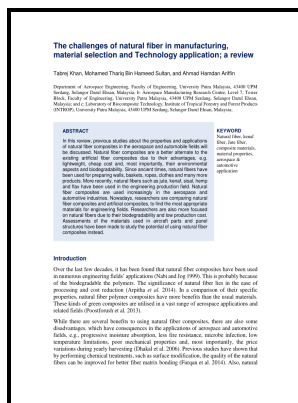 The challenges of natural fiber in manufacturing,
material selection and Technology application; a review
Tabrej Khan, Mohamed Thariq Bin Hameed Sultan, and Ahmad Hamdan Ariffin
Department of Aerospace Engineering, Faculty of Engineering, University Putra Malaysia, 43400 UPM
Serdang, Selangor Darul Ehsan, Malaysia; b: Aerospace Manufacturing Research Centre, Level 7, Tower
Block, Faculty of Engineering, University Putra Malaysia, 43400 UPM Serdang, Selangor Darul Ehsan,
Malaysia; and c: Laboratory of Biocomposite Technology, Institute of Tropical Forestry and Forest Products
(INTROP), University Putra Malaysia, 43400 UPM Serdang, Selangor Darul Ehsan, Malaysia.
ABSTRACT
In this review, previous studies about the properties and applications
of natural fiber composites in the aerospace and automobile fields will
be discussed. Natural fiber composites are a better alternate to the
existing artificial fiber composites due to their advantages, e.g.
lightweight, cheap cost and, most importantly, their environmental
aspects and biodegradability. Since ancient times, natural fibers have
been used for preparing wells, baskets, ropes, clothes and many more
products. More recently, natural fibers such as jute, kenaf, sisal, hemp
and flax have been used in the engineering production field. Natural
fiber composites are used increasingly in the aerospace and automotive
industries. Nowadays, researchers are comparing natural
fiber composites and artificial composites, to find the most appropriate
materials for engineering fields. Researchers are also more focused
on natural fibers due to their biodegradability and low production cost.
Assessments of the materials used in aircraft parts and panel
structures have been made to study the potential of using natural fiber
composites instead.
KEYWORD
Natural fiber, kenaf
fiber, Jute fiber,
composite materials,
material properties,
aerospace &
automotive
application
Introduction
Over the last few decades, it has been found that natural fiber composites have been used
in numerous engineering fields' applications (Nabi and Jog 1999). This is probably because
of the biodegradable the polymers. The significance of natural fiber lies in the ease of
processing and cost reduction (Arpitha et al. 2014). In a comparison of their specific
properties, natural fiber polymer composites have more benefits than the usual materials.
These kinds of green composites are utilised in a vast range of aerospace applications and
related fields (Poostforush et al. 2013).
While there are several benefits to using natural fiber composites, there are also some
disadvantages, which have consequences in the applications of aerospace and automotive
fields, e.g., progressive moisture absorption, less fire resistance, microbe infection, low
temperature limitations, poor mechanical properties and, most importantly, the price
variations during yearly harvesting (Dhakal et al. 2006). Previous studies have shown that
by performing chemical treatments, such as surface modification, the quality of the natural
fibers can be improved for better fiber matrix bonding (Furqan et al. 2014). Also, natural